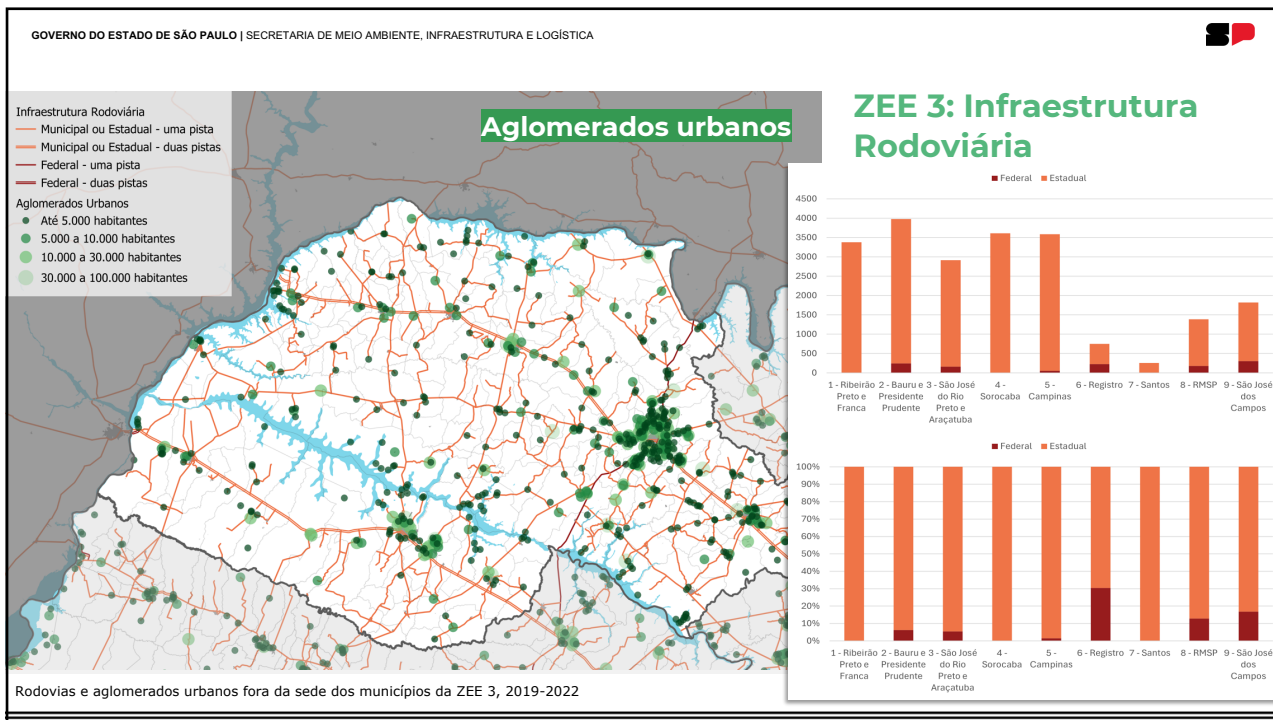 GOVERNO DO ESTADO DE SÃO PAULO | SECRETARIA DE MEIO AMBIENTE, INFRAESTRUTURA E LOGÍSTICA
SP
Infraestrutura Rodoviária
Municipal ou Estadual - uma pista
Municipal ou Estadual - duas pistas
Federal - uma pista
Federal - duas pistas
Aglomerados Urbanos
Até 5.000 habitantes
5.000 a 10.000 habitantes
10.000 a 30.000 habitantes
30.000 a 100.000 habitantes
Aglomerados urbanos
ZEE 3: Infraestrutura
Rodoviária
Federal Estadual
4500
4000
3500
3000
2500
2000
1500
1000
500
0
1 - Ribeirão Preto e Franca
2 - Bauru e Presidente Prudente
3 - São José do Rio Preto e Araçatuba
4 - Sorocaba
5 - Campinas
6 - Registro
7 - Santos
8 - RMSP
9 - São José dos Campos
Federal Estadual
100%
90%
80%
70%
60%
50%
40%
30%
20%
10%
0%
1 - Ribeirão Preto e Franca
2 - Bauru e Presidente Prudente
3 - São José do Rio Preto e Araçatuba
4 - Sorocaba
5 - Campinas
6 - Registro
7 - Santos
8 - RMSP
9 - São José dos Campos
Rodovias e aglomerados urbanos fora da sede dos municípios da ZEE 3, 2019-2022